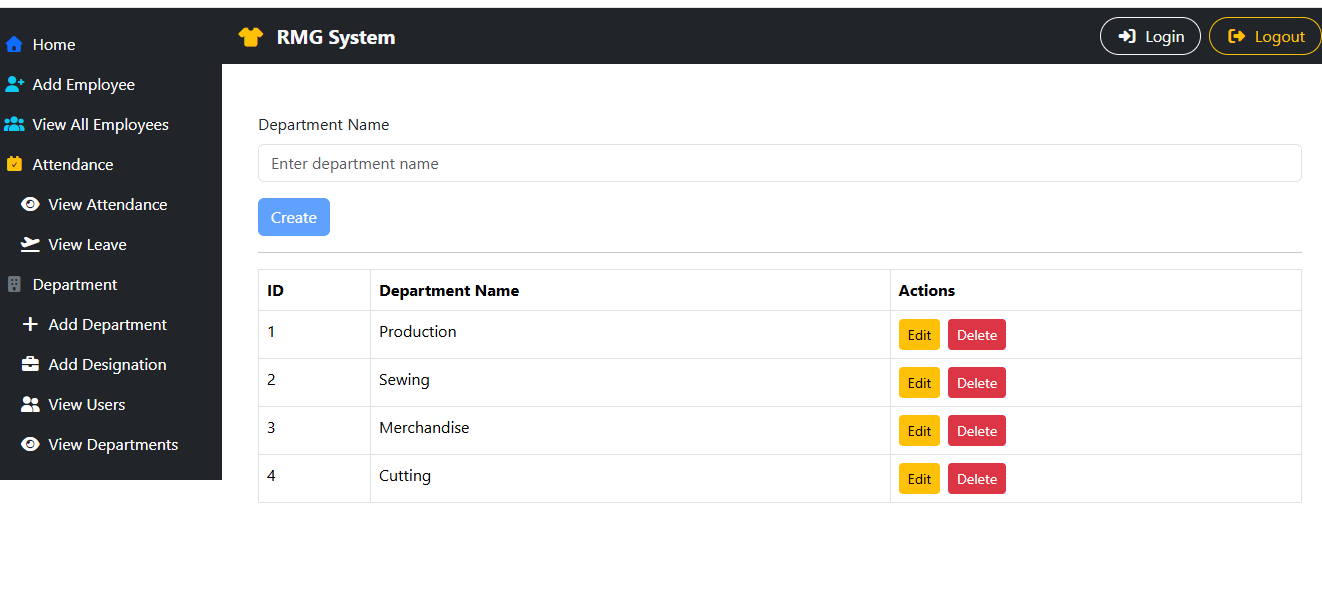 Home
Add Employee
View All Employees
Attendance
View Attendance
View Leave
Department
Add Department
Add Designation
View Users
View Departments
RMG System
Login
Logout
Department Name
Enter department name
Create
ID Department Name Actions
1 Production Edit Delete
2 Sewing Edit Delete
3 Merchandise Edit Delete
4 Cutting Edit Delete